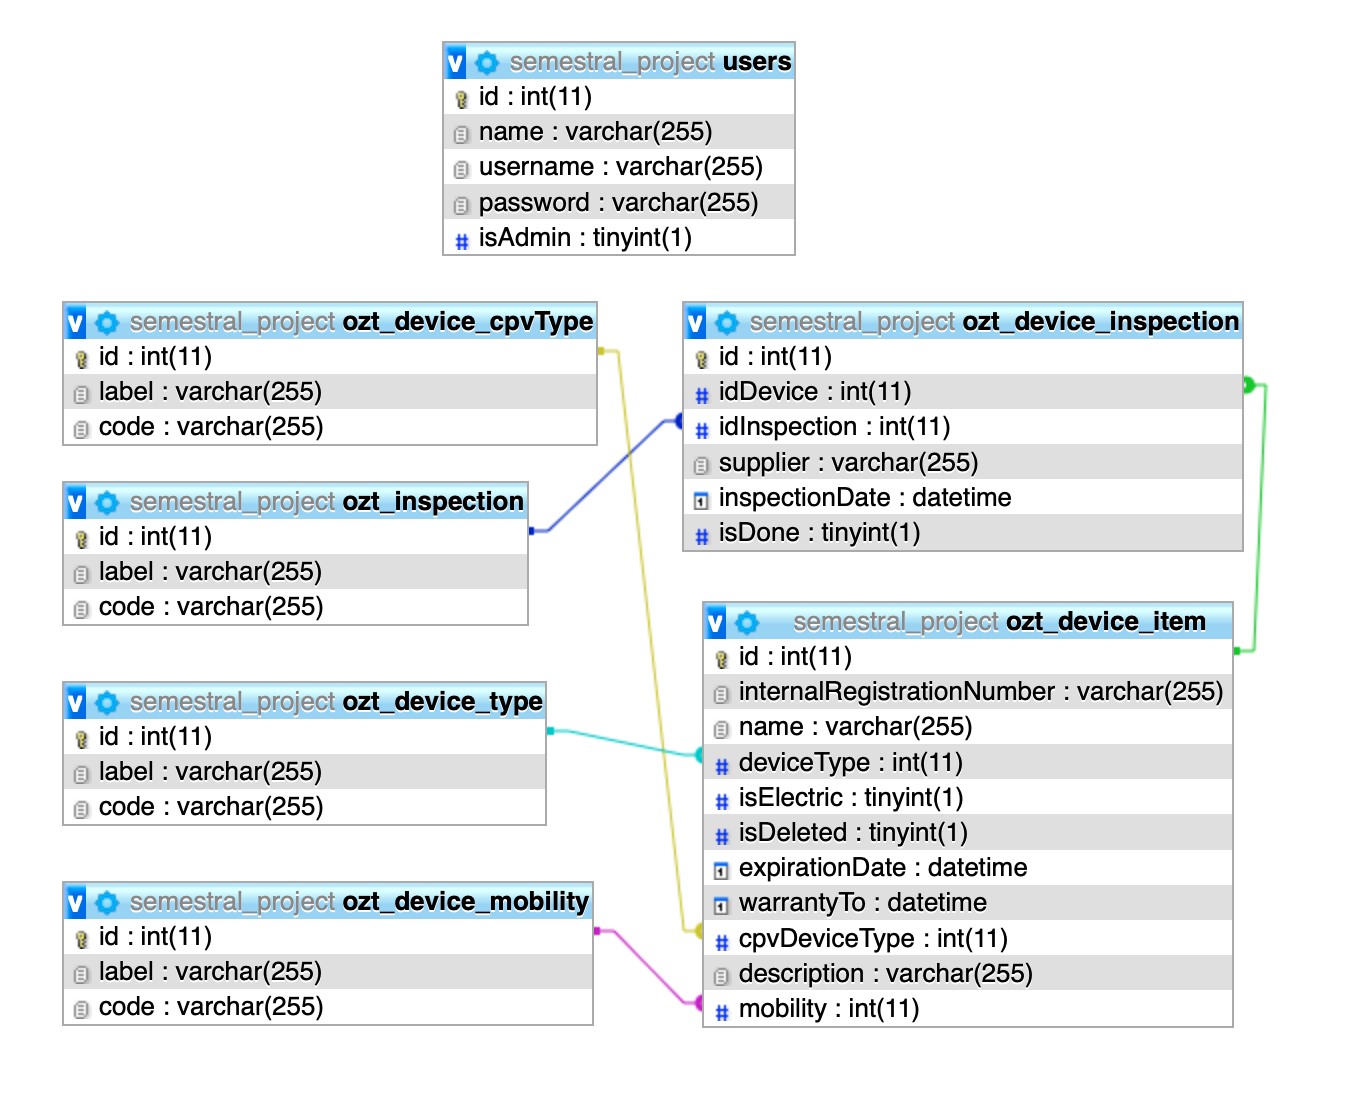 semestral_project users
id : int(11)
name : varchar(255)
username : varchar(255)
password : varchar(255)
isAdmin : tinyint(1)
semestral_project ozt_device_cpvType
id : int(11)
label : varchar(255)
code : varchar(255)
semestral_project ozt_inspection
id : int(11)
label : varchar(255)
code : varchar(255)
semestral_project ozt_device_type
id : int(11)
label : varchar(255)
code : varchar(255)
semestral_project ozt_device_mobility
id : int(11)
label : varchar(255)
code : varchar(255)
semestral_project ozt_device_inspection
id : int(11)
idDevice : int(11)
idInspection : int(11)
supplier : varchar(255)
inspectionDate : datetime
isDone : tinyint(1)
semestral_project ozt_device_item
id : int(11)
internalRegistrationNumber : varchar(255)
name : varchar(255)
deviceType : int(11)
isElectric : tinyint(1)
isDeleted : tinyint(1)
expirationDate : datetime
warrantyTo : datetime
cpvDeviceType : int(11)
description : varchar(255)
mobility : int(11)